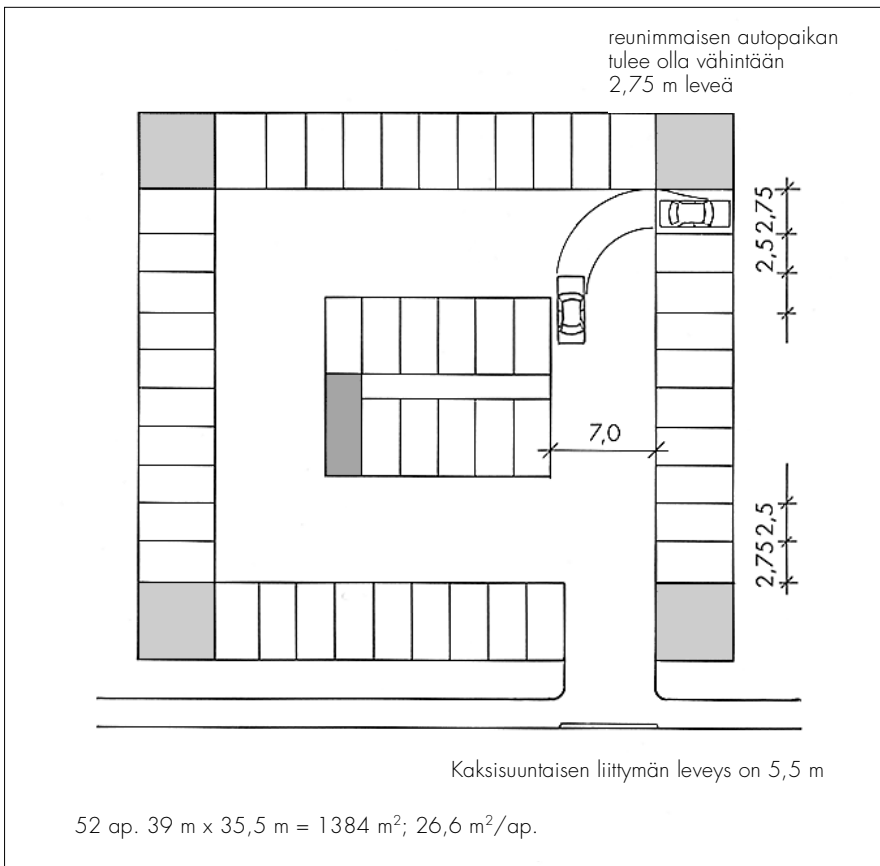 reunimmaisen autopaikan
tulee olla vähintään
2,75 m leveä
2,75
2,5
7,0
2,5
2,75
Kaksisuuntaisen liittymän leveys on 5,5 m
52 ap. 39 m x 35,5 m = 1384 m²; 26,6 m²/ap.